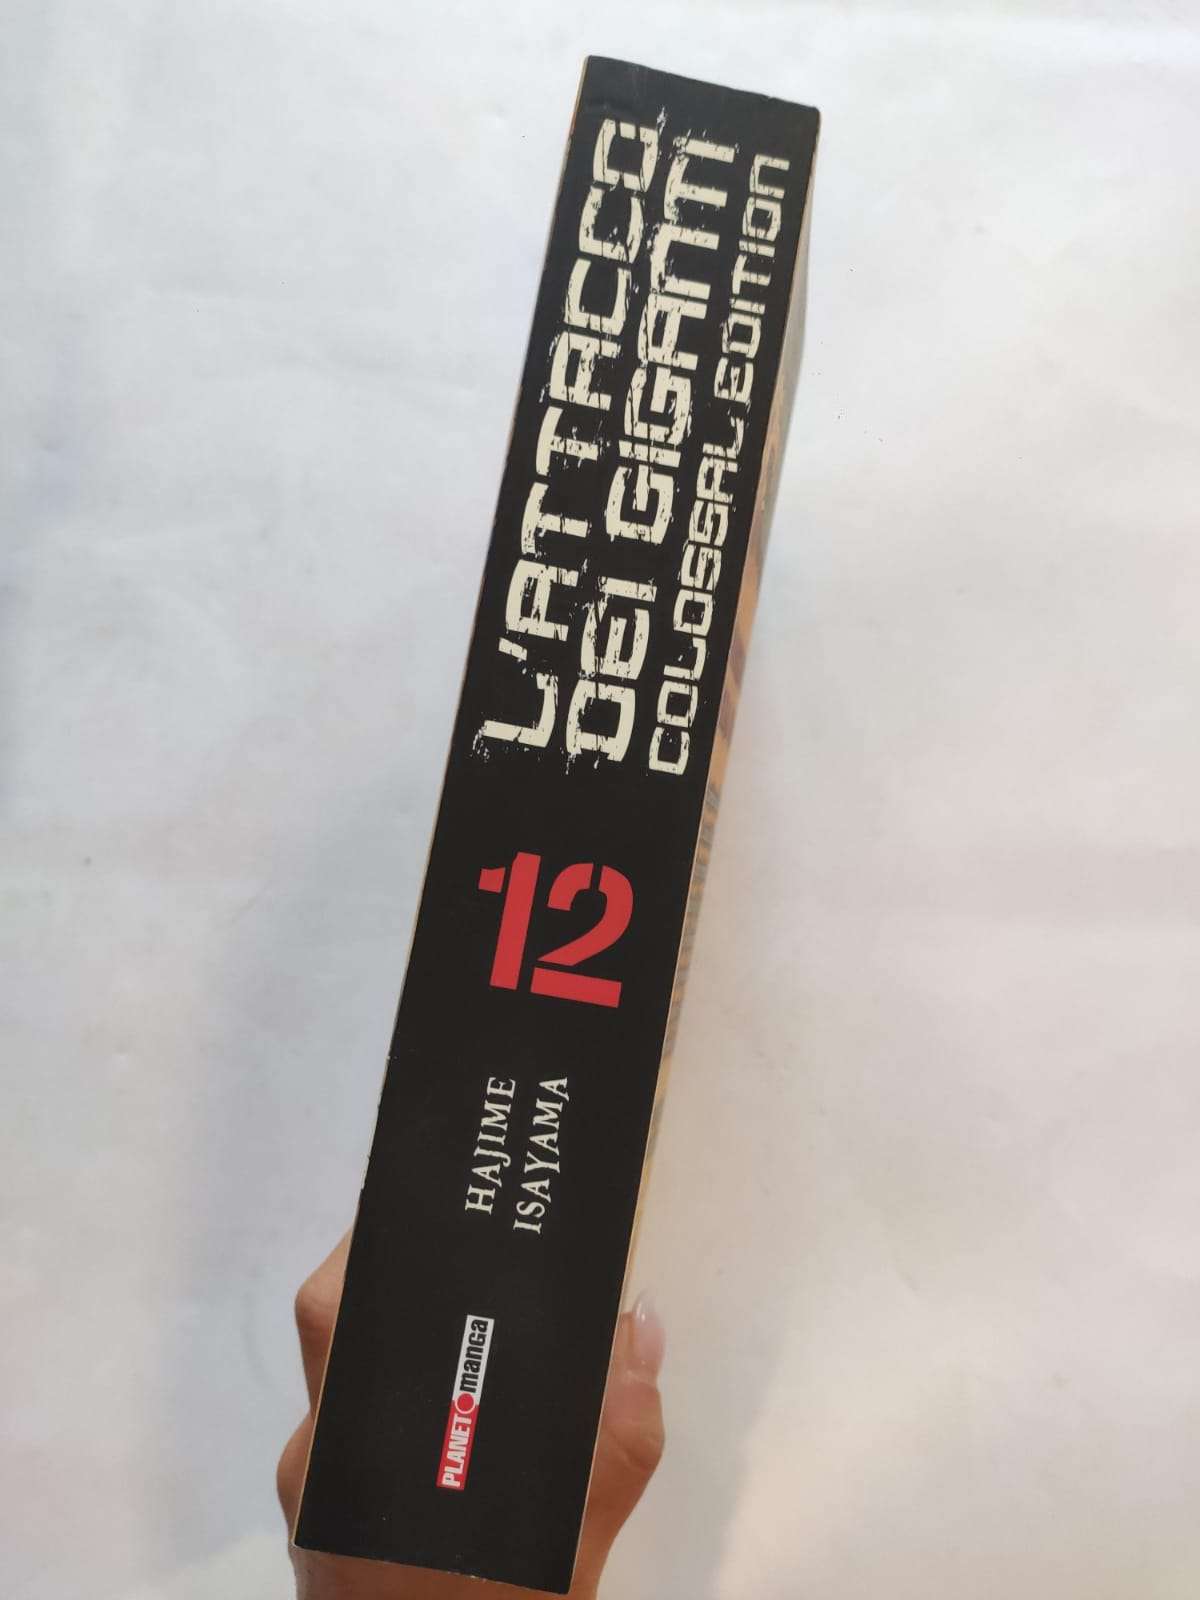 L'ATTACCO
DEI GIGANTI
COLOSSAL EDITION
12
HAJIME
ISAYAMA
PLANET manga